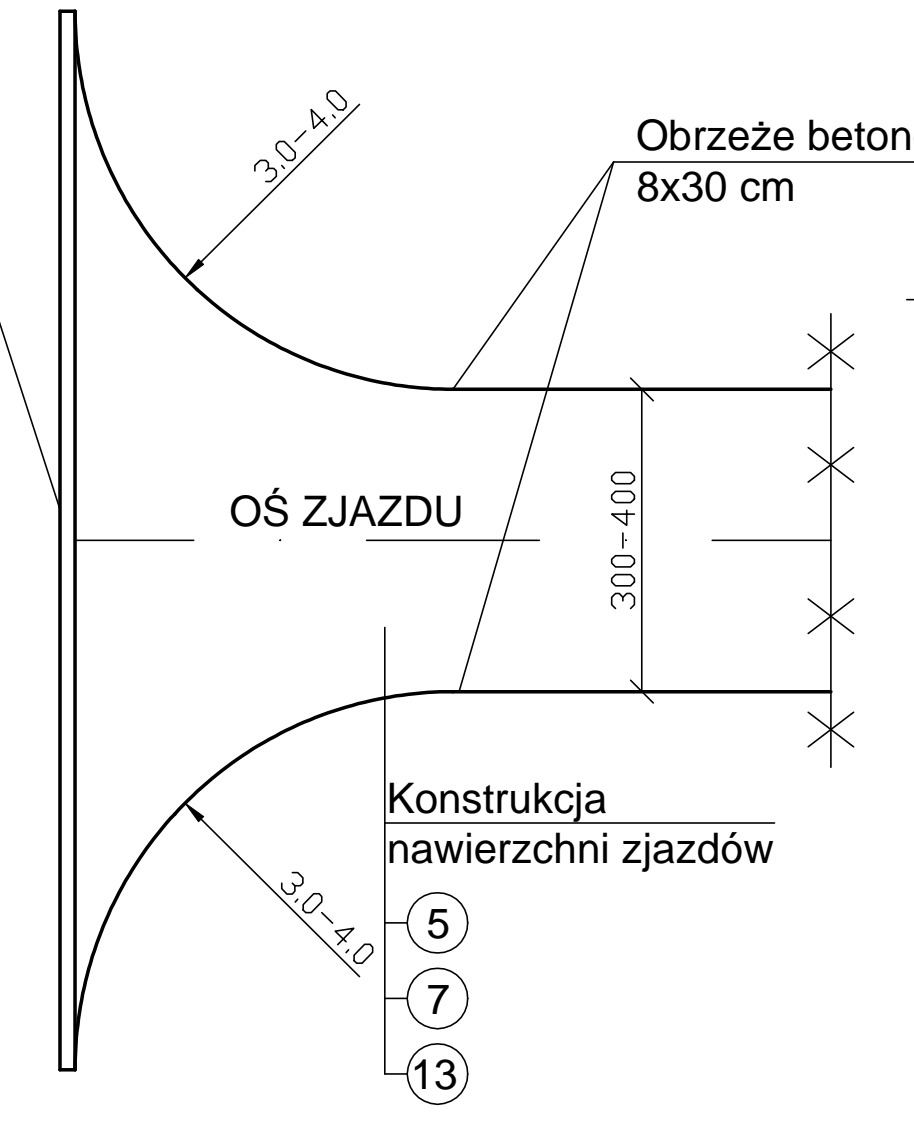 3.0-4.0
Obrzeże beton
8x30 cm
OŚ ZJAZDU
300-400
Konstrukcja
nawierzchni zjazdów
3.0-4.0
5
7
13